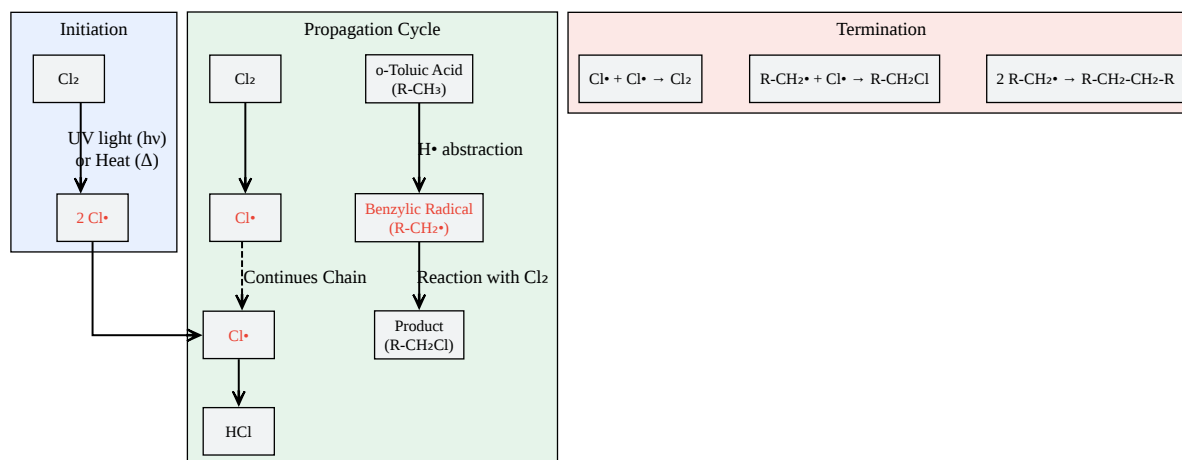 Initiation
Cl₂
UV light (hν)
or Heat (Δ)
2 Cl•
Propagation Cycle
Cl₂
Cl•
Continues Chain
Cl•
HCl
o-Toluic Acid
(R-CH₃)
H• abstraction
Benzylic Radical
(R-CH₂•)
Reaction with Cl₂
Product
(R-CH₂Cl)
Termination
Cl• + Cl• → Cl₂
R-CH₂• + Cl• → R-CH₂Cl
2 R-CH₂• → R-CH₂-CH₂-R